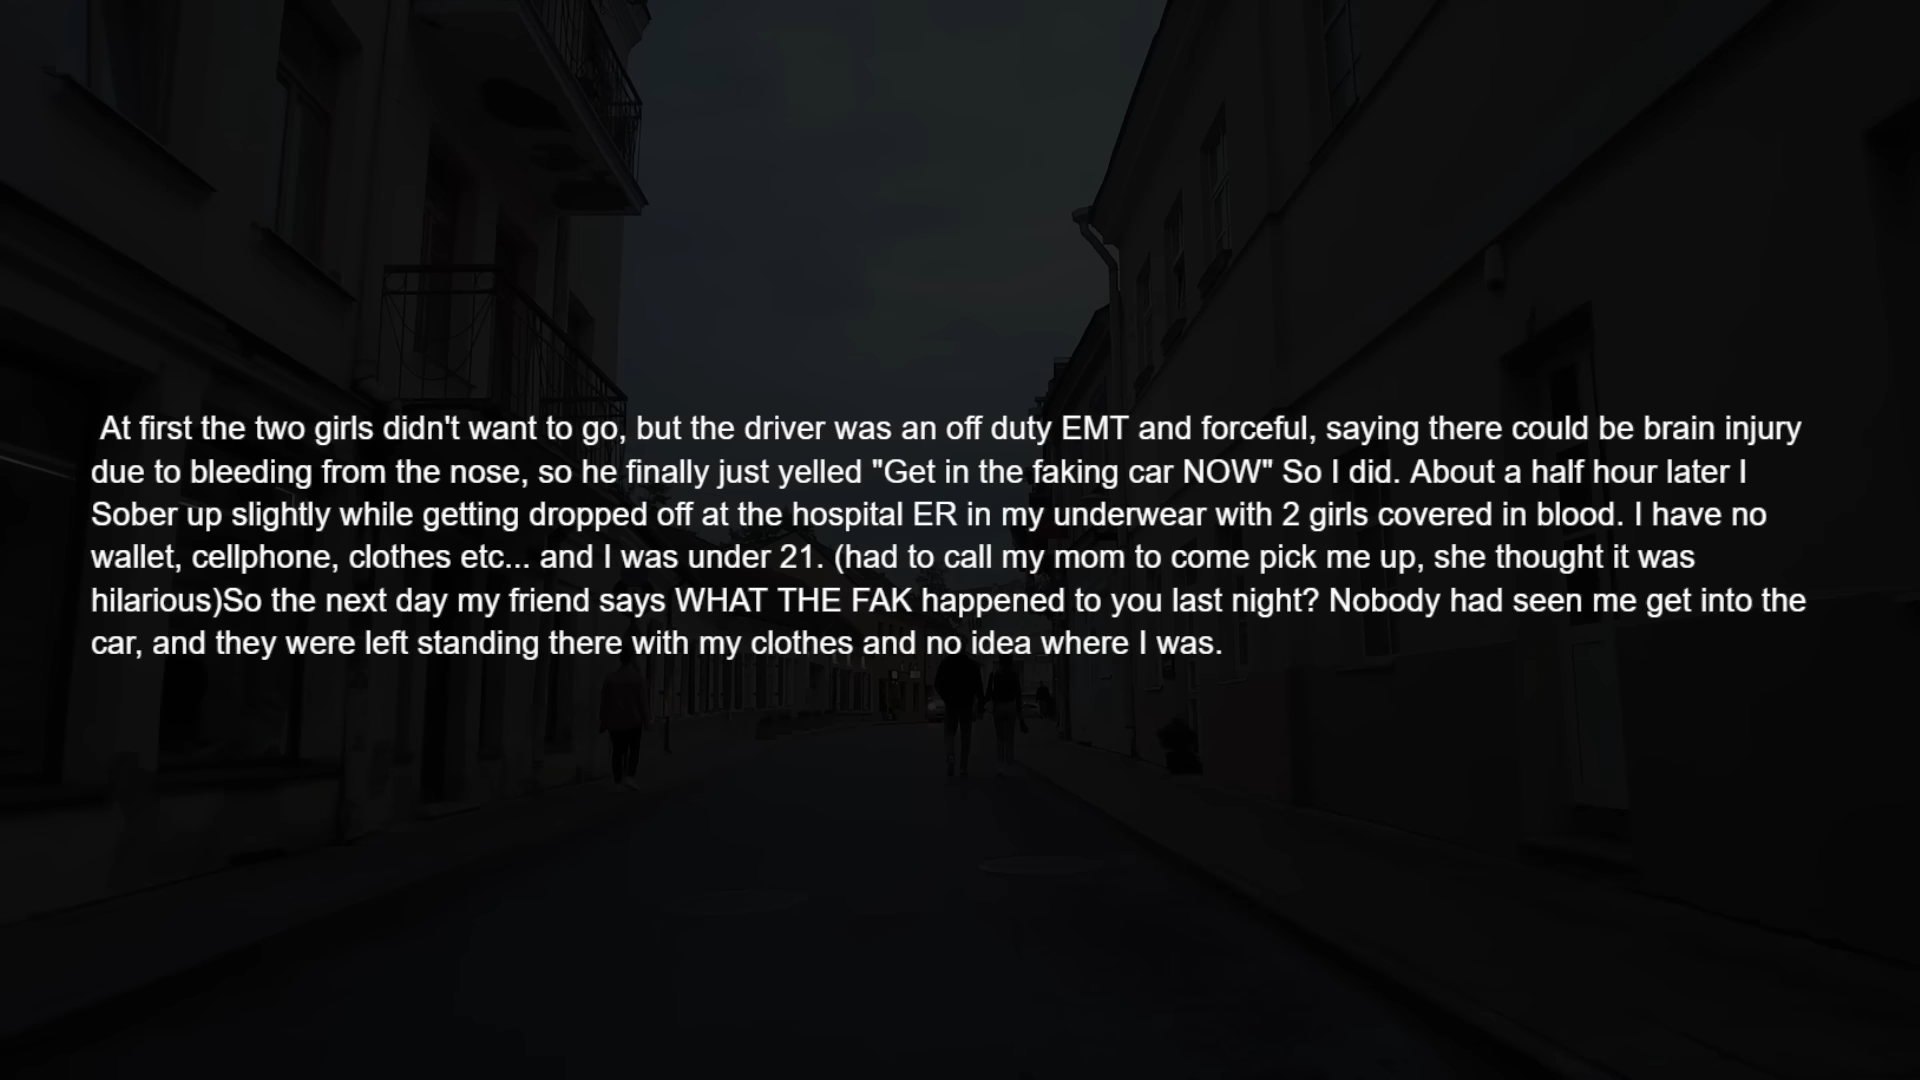 At first the two girls didn't want to go, but the driver was an off duty EMT and forceful, saying there could be brain injury
due to bleeding from the nose, so he finally just yelled "Get in the faking car NOW" So I did. About a half hour later I
Sober up slightly while getting dropped off at the hospital ER in my underwear with 2 girls covered in blood. I have no
wallet, cellphone, clothes etc... and I was under 21. (had to call my mom to come pick me up, she thought it was
hilarious)So the next day my friend says WHAT THE FAK happened to you last night? Nobody had seen me get into the
car, and they were left standing there with my clothes and no idea where I was.